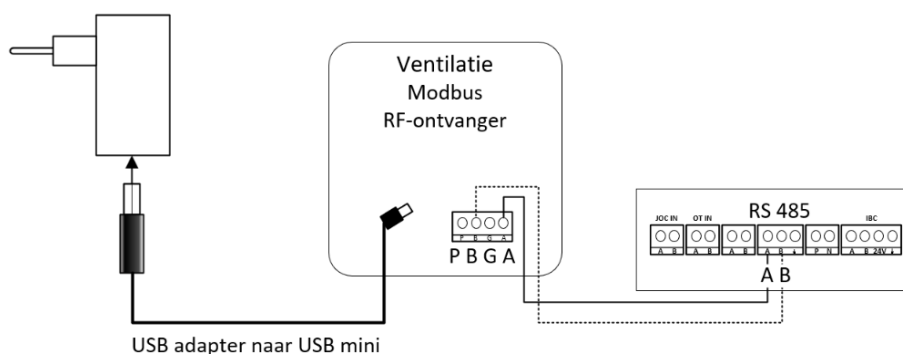 Ventilatie
Modbus
RF-ontvanger
P B G A
P B G A
JOC IN
OT IN
RS 485
IBC
A B
A B
A B
A B
P N
A B 24V
A B
USB adapter naar USB mini